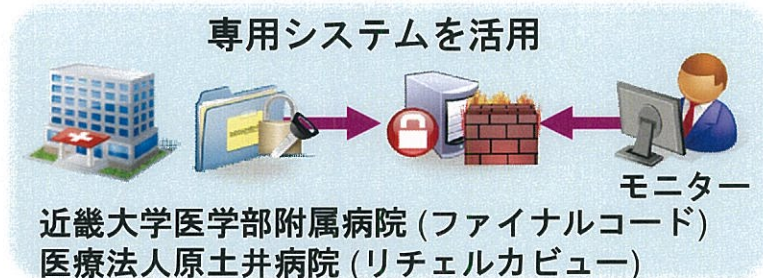 専用システムを活用
モニター
近畿大学医学部附属病院 (ファイナルコード)
医療法人原土井病院 (リチェルカビュー)